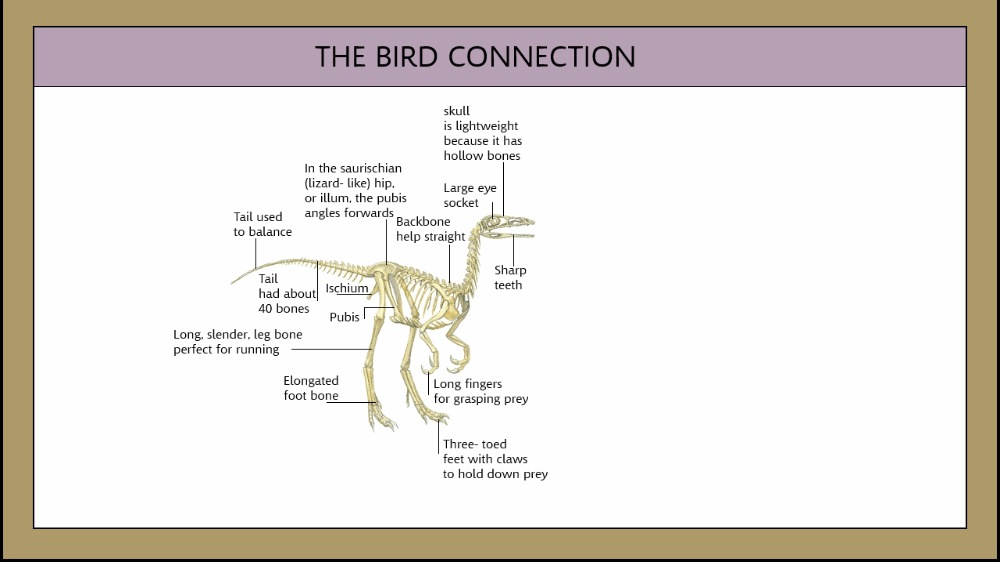 THE BIRD CONNECTION
skull
is lightweight
because it has
hollow bones
In the saurischian
(lizard- like) hip,
or illum, the pubis
angles forwards
Large eye
socket
Tail used
to balance
Backbone
help straight
Sharp
teeth
Tail
had about
40 bones
Ischium
Pubis
Long, slender, leg bone
perfect for running
Elongated
foot bone
Long fingers
for grasping prey
Three- toed
feet with claws
to hold down prey